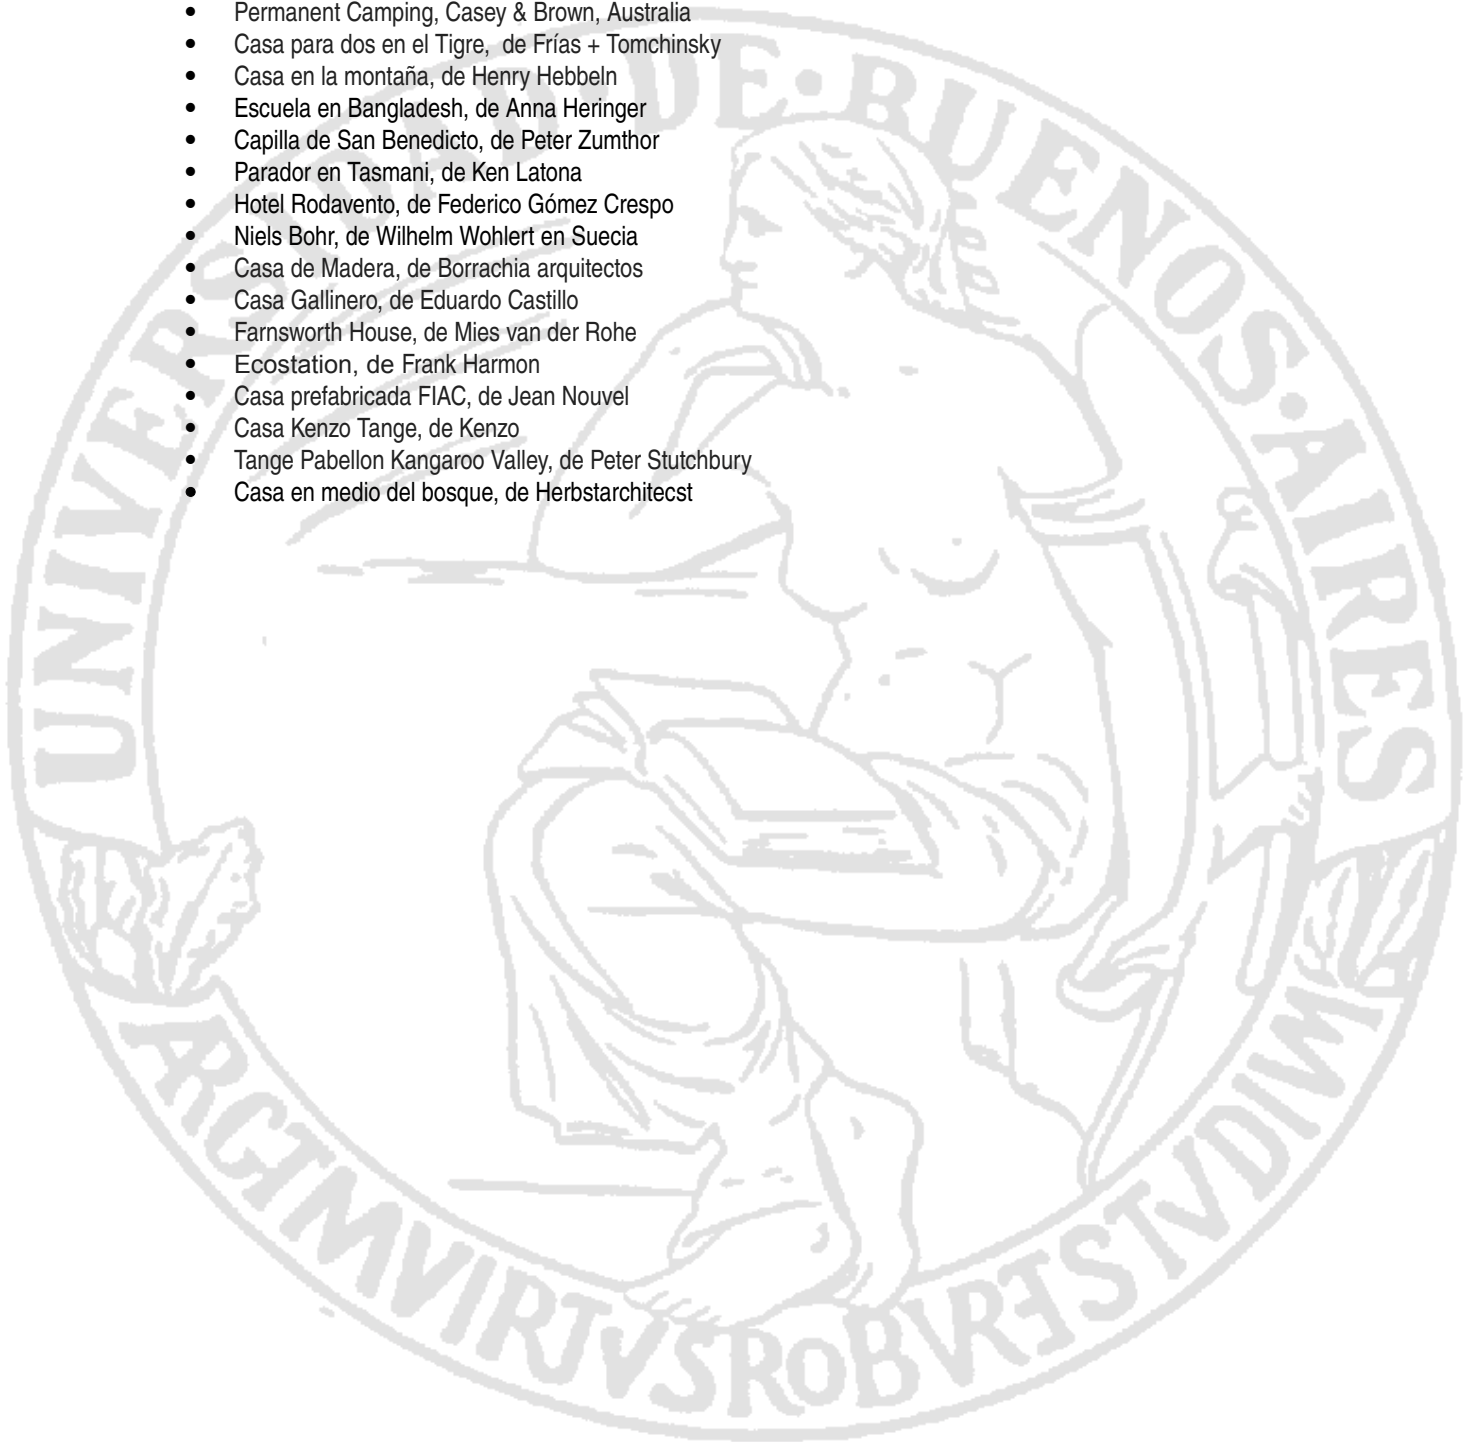 • Permanent Camping, Casey & Brown, Australia
• Casa para dos en el Tigre, de Frías + Tomchinsky
• Casa en la montaña, de Henry Hebbeln
• Escuela en Bangladesh, de Anna Heringer
• Capilla de San Benedicto, de Peter Zumthor
• Parador en Tasmani, de Ken Latona
• Hotel Rodavento, de Federico Gómez Crespo
• Niels Bohr, de Wilhelm Wohlert en Suecia
• Casa de Madera, de Borrachia arquitectos
• Casa Gallinero, de Eduardo Castillo
• Farnsworth House, de Mies van der Rohe
• Ecostation, de Frank Harmon
• Casa prefabricada FIAC, de Jean Nouvel
• Casa Kenzo Tange, de Kenzo
• Tange Pabellon Kangaroo Valley, de Peter Stutchbury
• Casa en medio del bosque, de Herbstarchitecst
UNIVERSIDAD·DE·BUENOS·AIRES
ARGTMVIRTVSROBVRETSTVDIVM